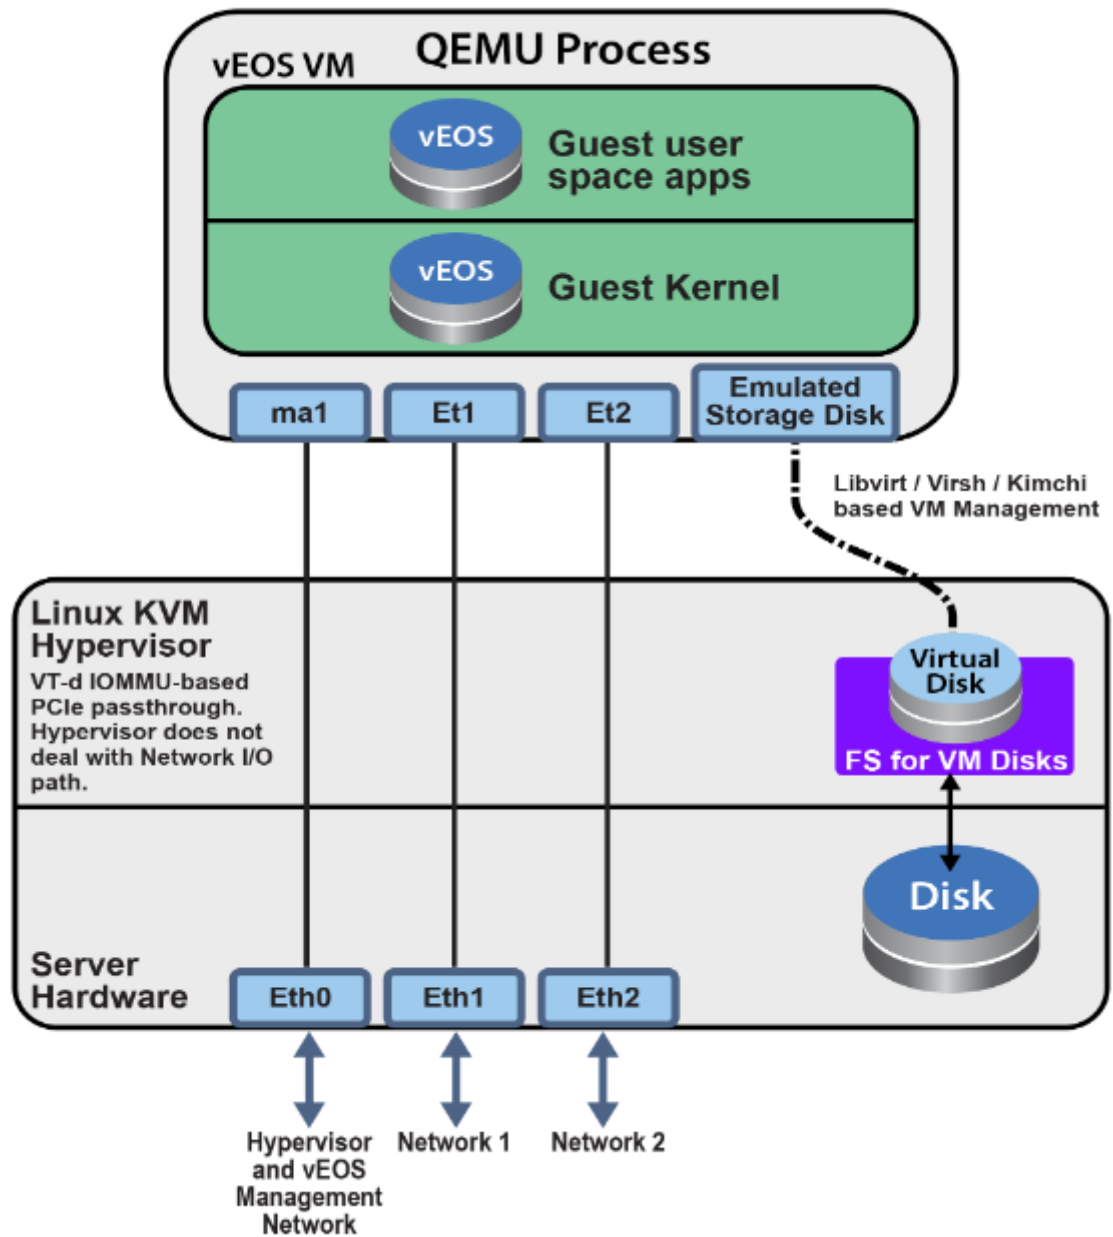 QEMU Process
vEOS VM
vEOS
Guest user
space apps
vEOS
Guest Kernel
ma1
Et1
Et2
Emulated
Storage Disk
Libvirt / Virsh / Kimchi
based VM Management
Linux KVM
Hypervisor
VT-d IOMMU-based
PCIe passthrough.
Hypervisor does not
deal with Network I/O
path.
Virtual
Disk
FS for VM Disks
Disk
Server
Hardware
Eth0
Eth1
Eth2
Hypervisor
and vEOS
Management
Network
Network 1
Network 2